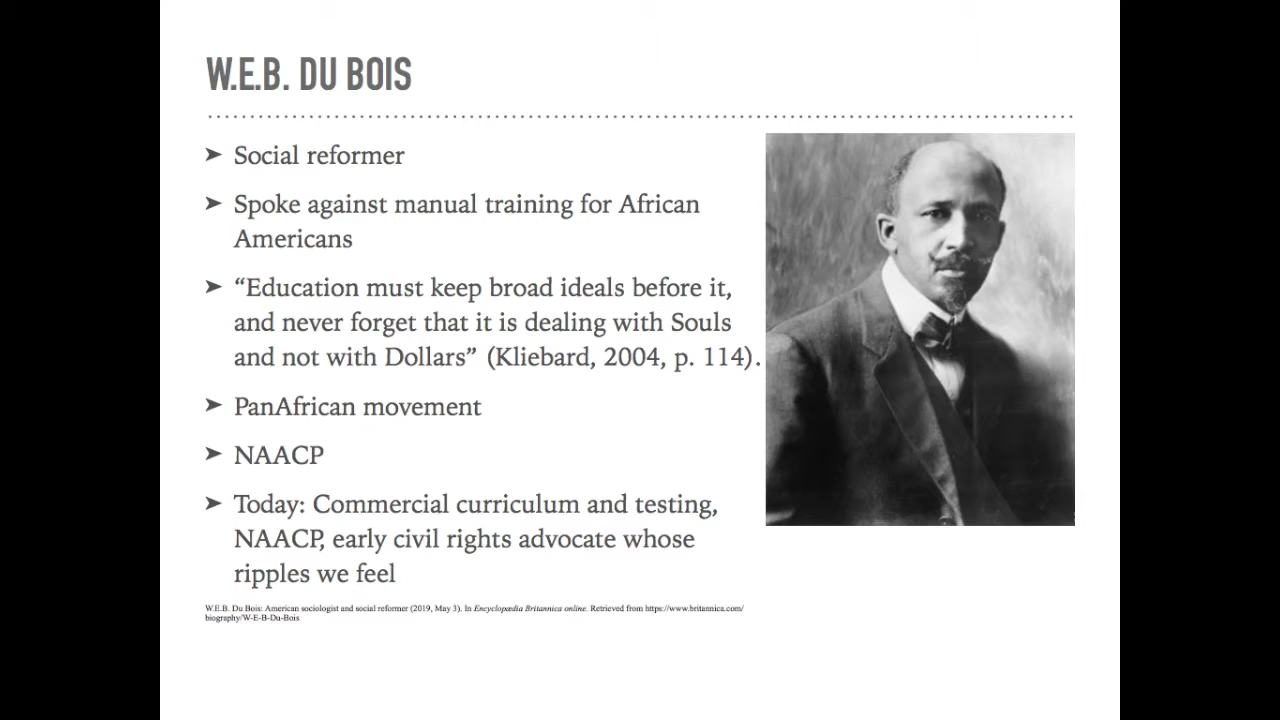 W.E.B. DU BOIS
➤ Social reformer
➤ Spoke against manual training for African
Americans
➤ “Education must keep broad ideals before it,
and never forget that it is dealing with Souls
and not with Dollars” (Kliebard, 2004, p. 114).
➤ PanAfrican movement
➤ NAACP
➤ Today: Commercial curriculum and testing,
NAACP, early civil rights advocate whose
ripples we feel
W.E.B. Du Bois: American sociologist and social reformer (2019, May 3). In Encyclopædia Britannica online. Retrieved from https://www.britannica.com/
biography/W-E-B-Du-Bois